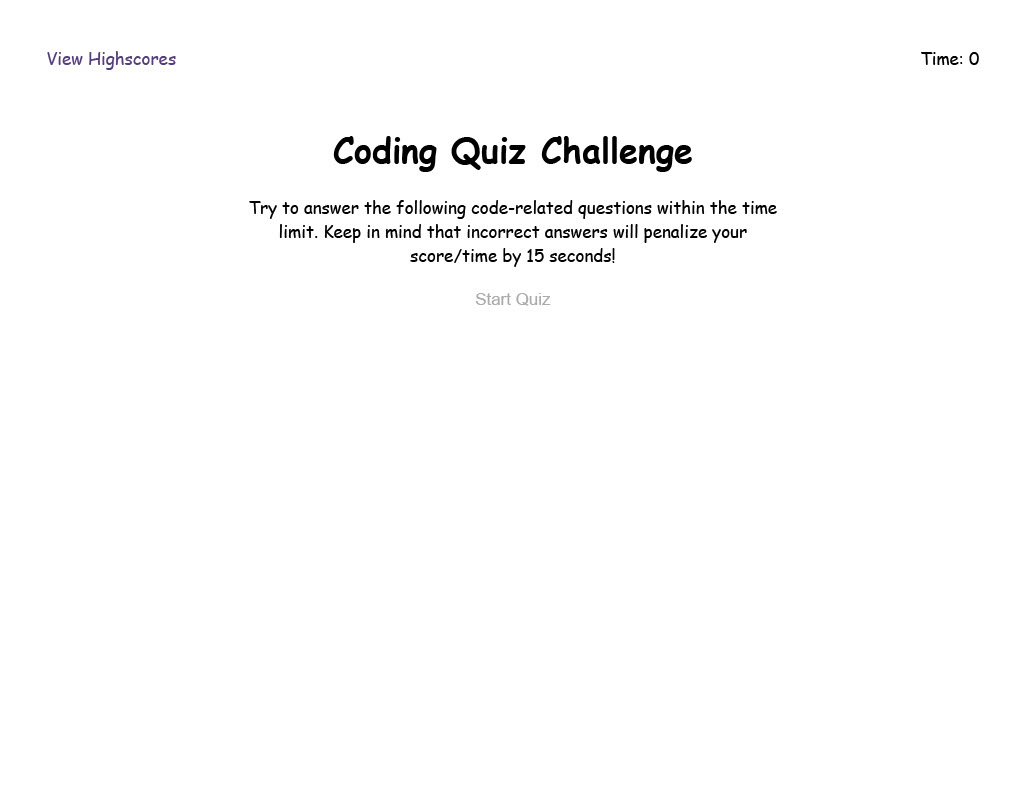 View Highscores
Time: 0
Coding Quiz Challenge
Try to answer the following code-related questions within the time
limit. Keep in mind that incorrect answers will penalize your
score/time by 15 seconds!
Start Quiz